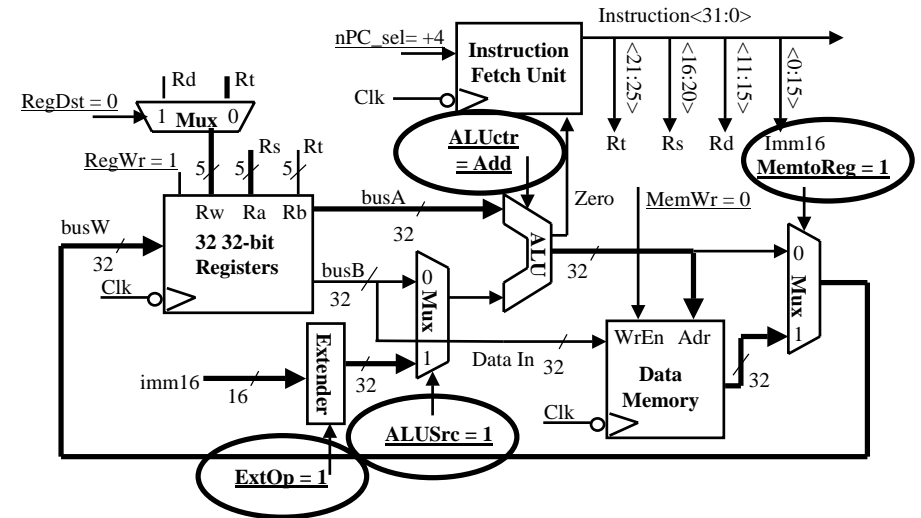 Instruction<31:0>
nPC_sel= +4
Instruction
Fetch Unit
<21:25>
<16:20>
<11:15>
<0:15>
Rd
Rt
RegDst = 0
1 Mux 0
Clk
ALUctr
= Add
Rt
Rs
Rd
Imm16
MemtoReg = 1
RegWr = 1
5
5
Rs
5
Rt
busA
Zero
MemWr = 0
Rw
Ra
Rb
busW
32
32
32 32-bit
Registers
ALU
0
32
busB
0
32
Mux
32
Mux
Clk
WrEn
Adr
1
1
Extender
Data In
32
32
imm16
16
32
Data
Memory
Clk
ALUSrc = 1
ExtOp = 1